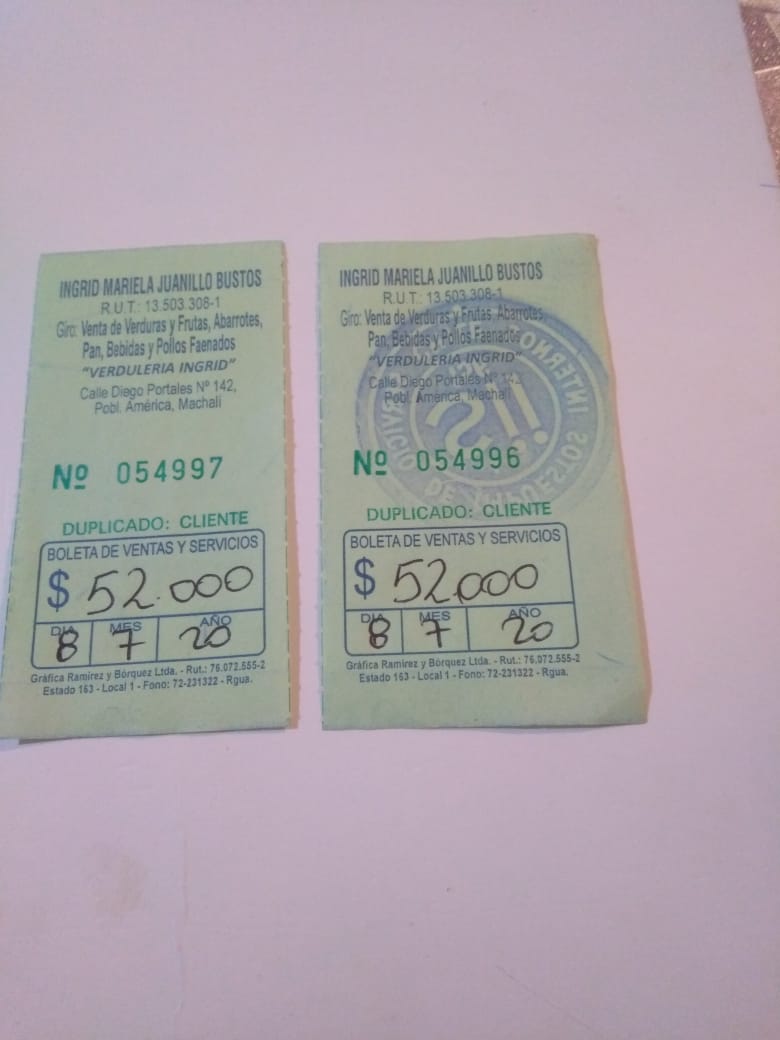 INGRID MARIELA JUANILLO BUSTOS
R.U.T.: 13.503.308-1
Giro: Venta de Verduras y Frutas, Abarrotes,
Pan, Bebidas y Pollos Faenados
"VERDULERIA INGRID"
Calle Diego Portales Nº 142,
Pobl. América, Machalí
Nº 054997
DUPLICADO: CLIENTE
BOLETA DE VENTAS Y SERVICIOS
$ 52.000
DIA MES AÑO
8 7 20
Gráfica Ramírez y Bórquez Ltda. - Rut.: 76.072.555-2
Estado 163 - Local 1 - Fono: 72-231322 - Rgua.
INGRID MARIELA JUANILLO BUSTOS
R.U.T.: 13.503.308-1
Giro: Venta de Verduras y Frutas, Abarrotes,
Pan, Bebidas y Pollos Faenados
"VERDULERIA INGRID"
Calle Diego Portales Nº 142
Pobl. América, Machalí
Nº 054996
DUPLICADO: CLIENTE
BOLETA DE VENTAS Y SERVICIOS
$ 52.000
DIA MES AÑO
8 7 20
Gráfica Ramírez y Bórquez Ltda. - Rut.: 76.072.555-2
Estado 163 - Local 1 - Fono: 72-231322 - Rgua.